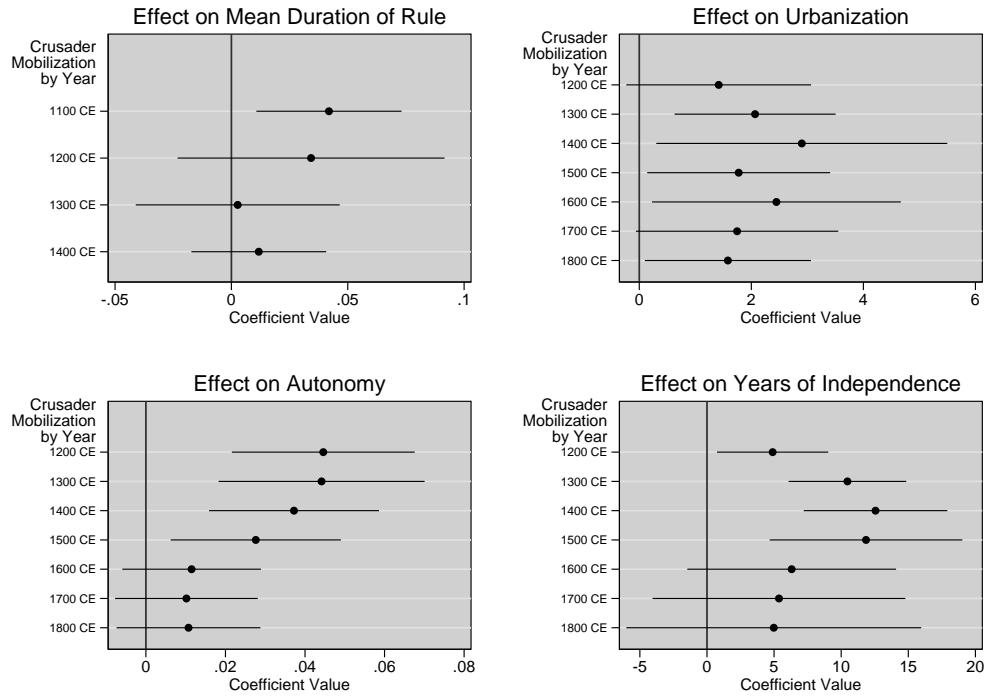 Effect on Mean Duration of Rule
Crusader
Mobilization
by Year
1100 CE
1200 CE
1300 CE
1400 CE
-.05 0 .05 .1
Coefficient Value
Effect on Urbanization
Crusader
Mobilization
by Year
1200 CE
1300 CE
1400 CE
1500 CE
1600 CE
1700 CE
1800 CE
0 2 4 6
Coefficient Value
Effect on Autonomy
Crusader
Mobilization
by Year
1200 CE
1300 CE
1400 CE
1500 CE
1600 CE
1700 CE
1800 CE
0 .02 .04 .06 .08
Coefficient Value
Effect on Years of Independence
Crusader
Mobilization
by Year
1200 CE
1300 CE
1400 CE
1500 CE
1600 CE
1700 CE
1800 CE
-5 0 5 10 15 20
Coefficient Value